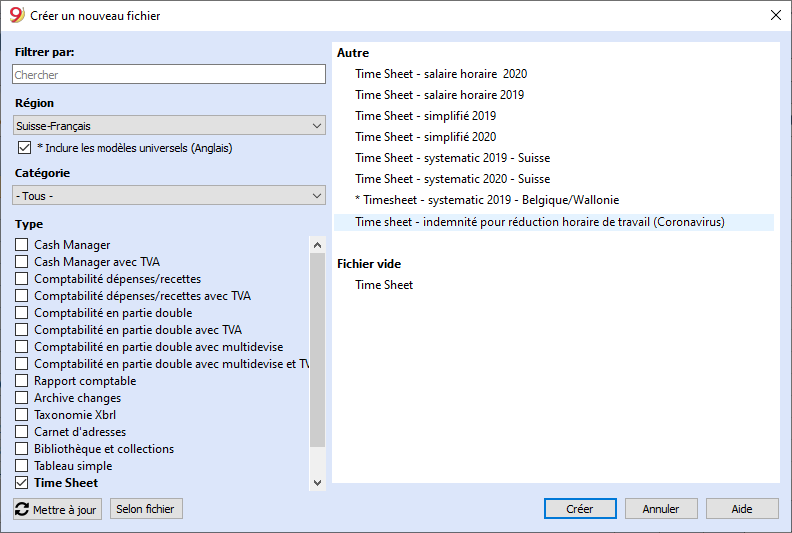 Créer un nouveau fichier
Filtrer par:
Chercher
Région
Suisse-Français
* Inclure les modèles universels (Anglais)
Catégorie
- Tous -
Type
Cash Manager
Cash Manager avec TVA
Comptabilité dépenses/recettes
Comptabilité dépenses/recettes avec TVA
Comptabilité en partie double
Comptabilité en partie double avec TVA
Comptabilité en partie double avec multidevise
Comptabilité en partie double avec multidevise et TV
Rapport comptable
Archive changes
Taxonomie Xbrl
Carnet d'adresses
Bibliothèque et collections
Tableau simple
Time Sheet
Mettre à jour
Selon fichier
Autre
Time Sheet - salaire horaire  2020
Time Sheet - salaire horaire 2019
Time Sheet - simplifié 2019
Time Sheet - simplifié 2020
Time Sheet - systematic 2019 - Suisse
Time Sheet - systematic 2020 - Suisse
* Timesheet - systematic 2019 - Belgique/Wallonie
Time sheet - indemnité pour réduction horaire de travail (Coronavirus)
Fichier vide
Time Sheet
Créer
Annuler
Aide